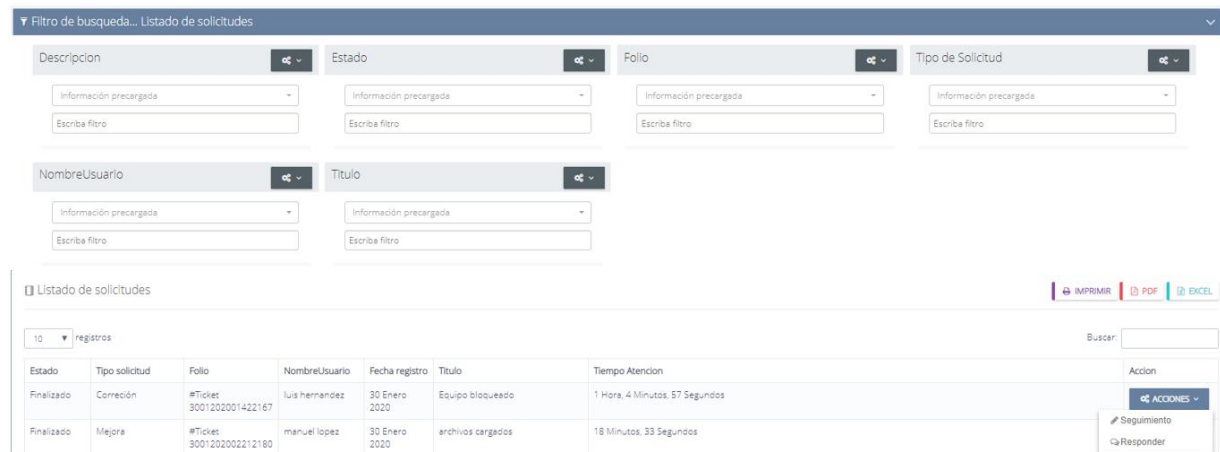 Filtro de busqueda... Listado de solicitudes
Descripcion Estado Folio Tipo de Solicitud
Información precargada Información precargada Información precargada Información precargada
Escriba filtro Escriba filtro Escriba filtro Escriba filtro
NombreUsuario Titulo
Información precargada Información precargada
Escriba filtro Escriba filtro
Listado de solicitudes IMPRIMIR PDF EXCEL
10 registros Buscar:
Estado Tipo solicitud Folio NombreUsuario Fecha registro Titulo Tiempo Atencion Accion
Finalizado Correción #Ticket luis hernandez 30 Enero Equipo bloqueado 1 Hora, 4 Minutos, 57 Segundos ACCIONES
3001202001422167 2020
Seguimiento
Finalizado Mejora #Ticket manuel lopez 30 Enero archivos cargados 18 Minutos, 33 Segundos
3001202002212180 2020 Responder